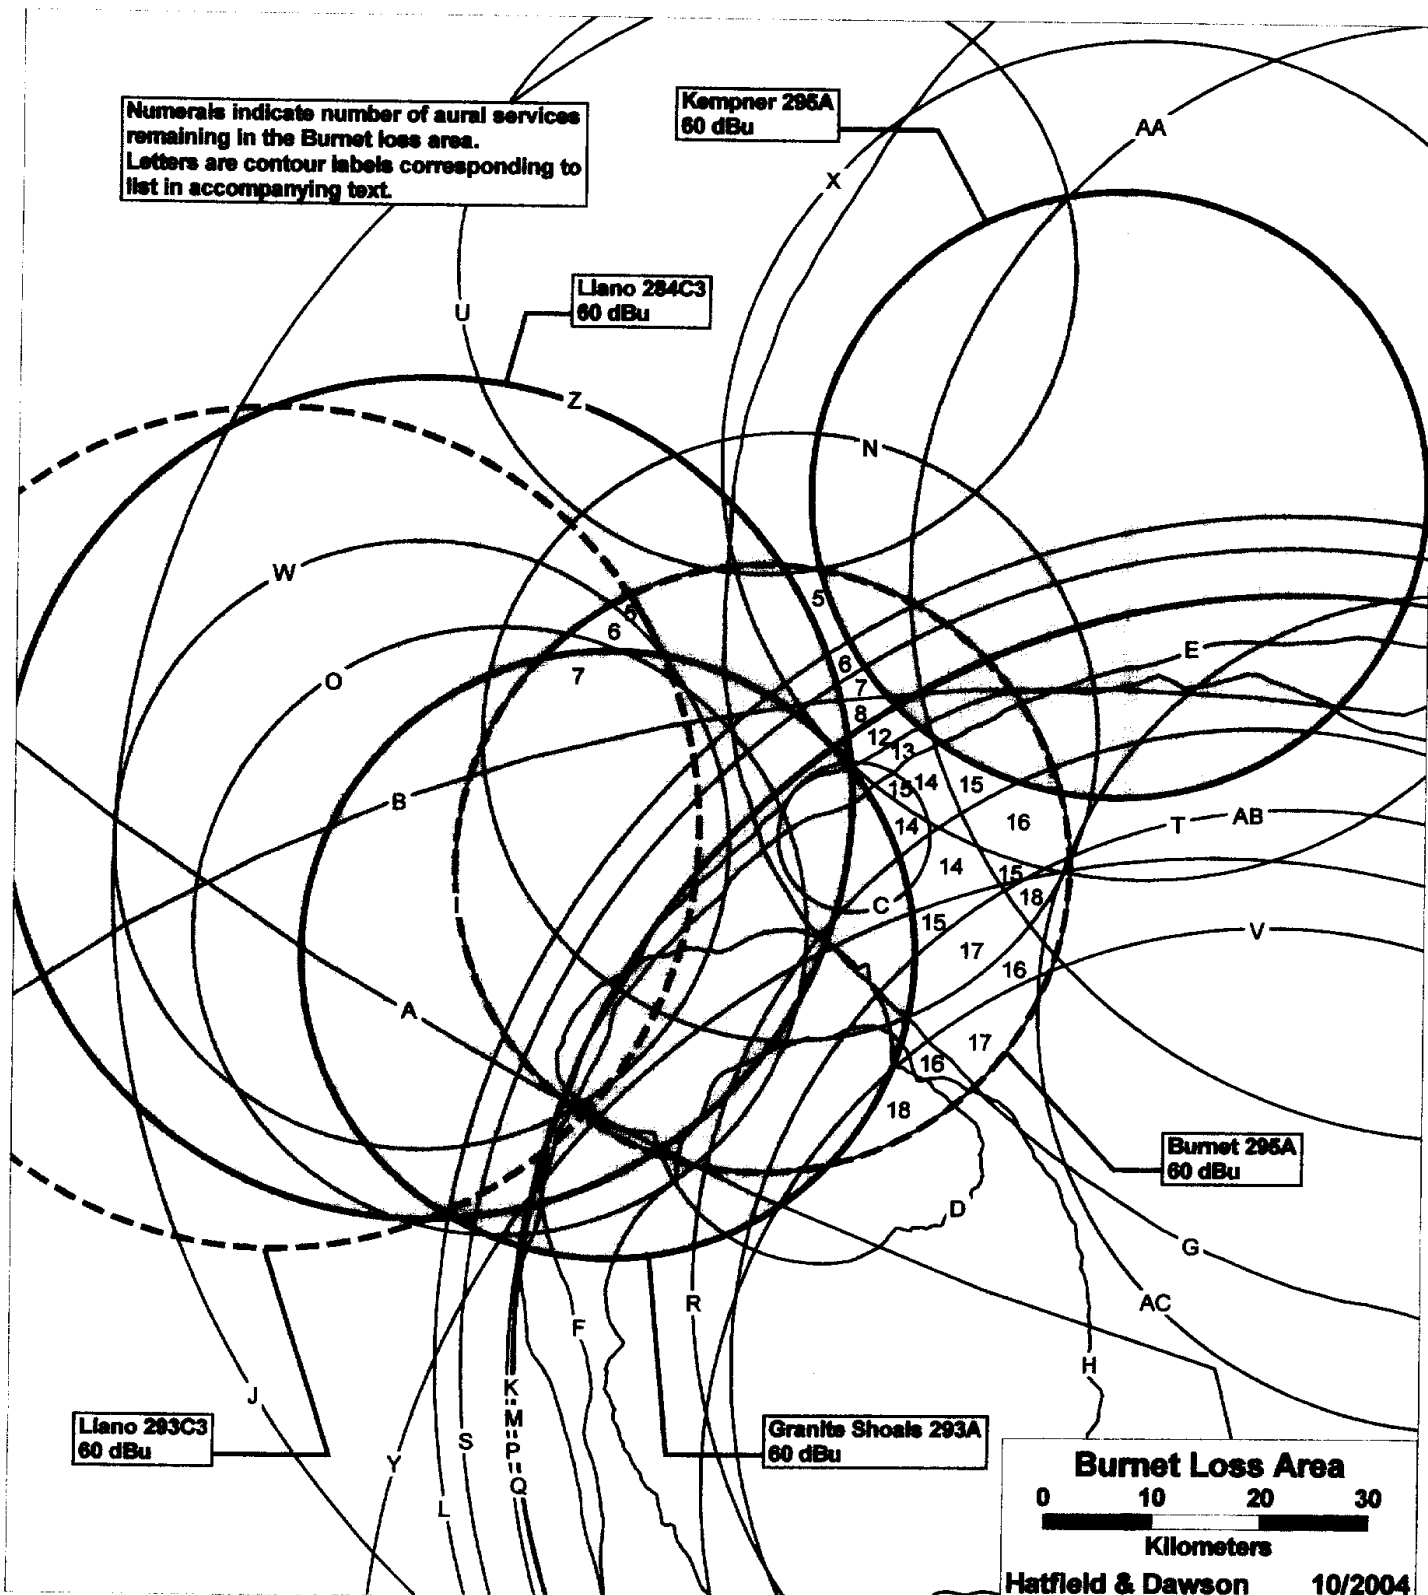 Numerals indicate number of aural services
remaining in the Burnet loss area.
Letters are contour labels corresponding to
list in accompanying text.
Kempner 295A
60 dBu
AA
X
Llano 284C3
60 dBu
U
Z
N
W
5
6
6
O
7
6
7
8
E
12
13
15
14
15
B
14
16
T
AB
14
15
18
C
15
V
17
16
A
17
16
18
Burnet 295A
60 dBu
D
G
R
AC
F
H
J
K
M
P
Q
Llano 293C3
60 dBu
Y
S
L
Granite Shoals 293A
60 dBu
Burnet Loss Area
0 10 20 30
Kilometers
Hatfield & Dawson 10/2004